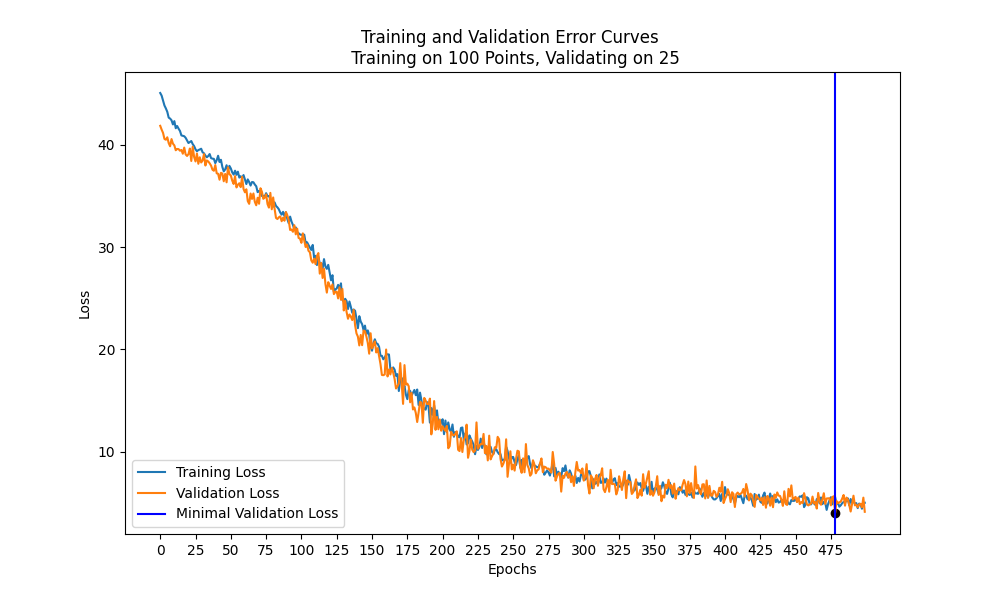 Training and Validation Error Curves
Training on 100 Points, Validating on 25
Loss
40
30
20
10
Training Loss
Validation Loss
Minimal Validation Loss
0 25 50 75 100 125 150 175 200 225 250 275 300 325 350 375 400 425 450 475
Epochs